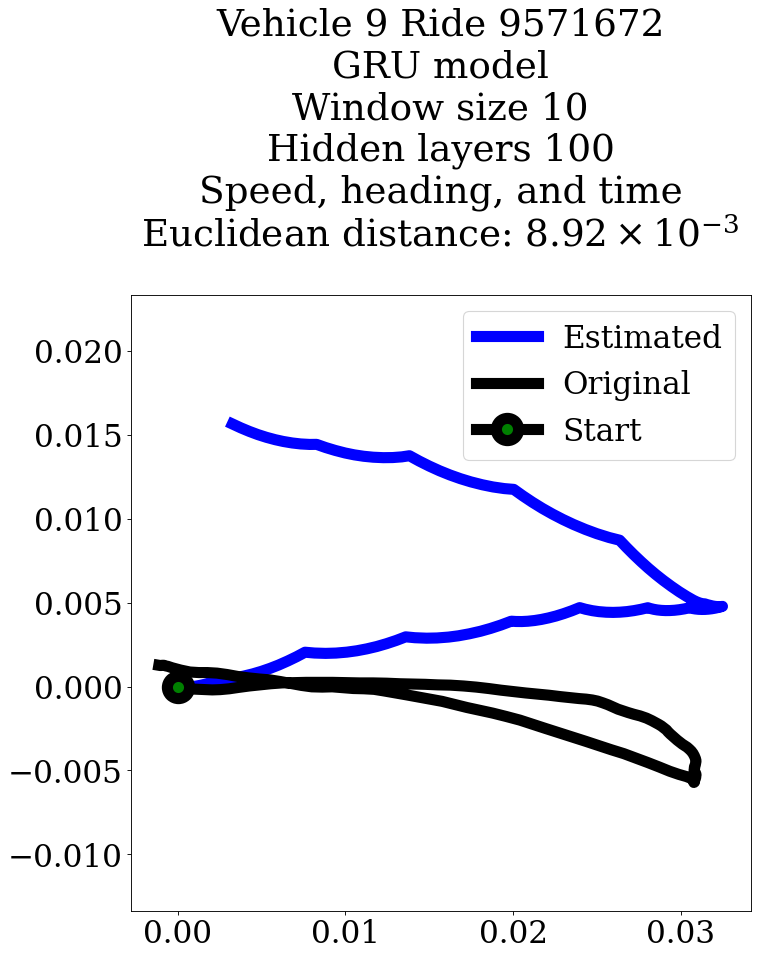 Vehicle 9 Ride 9571672
GRU model
Window size 10
Hidden layers 100
Speed, heading, and time
Euclidean distance: 8.92 × 10⁻³
Estimated
Original
Start
0.020
0.015
0.010
0.005
0.000
−0.005
−0.010
0.00 0.01 0.02 0.03